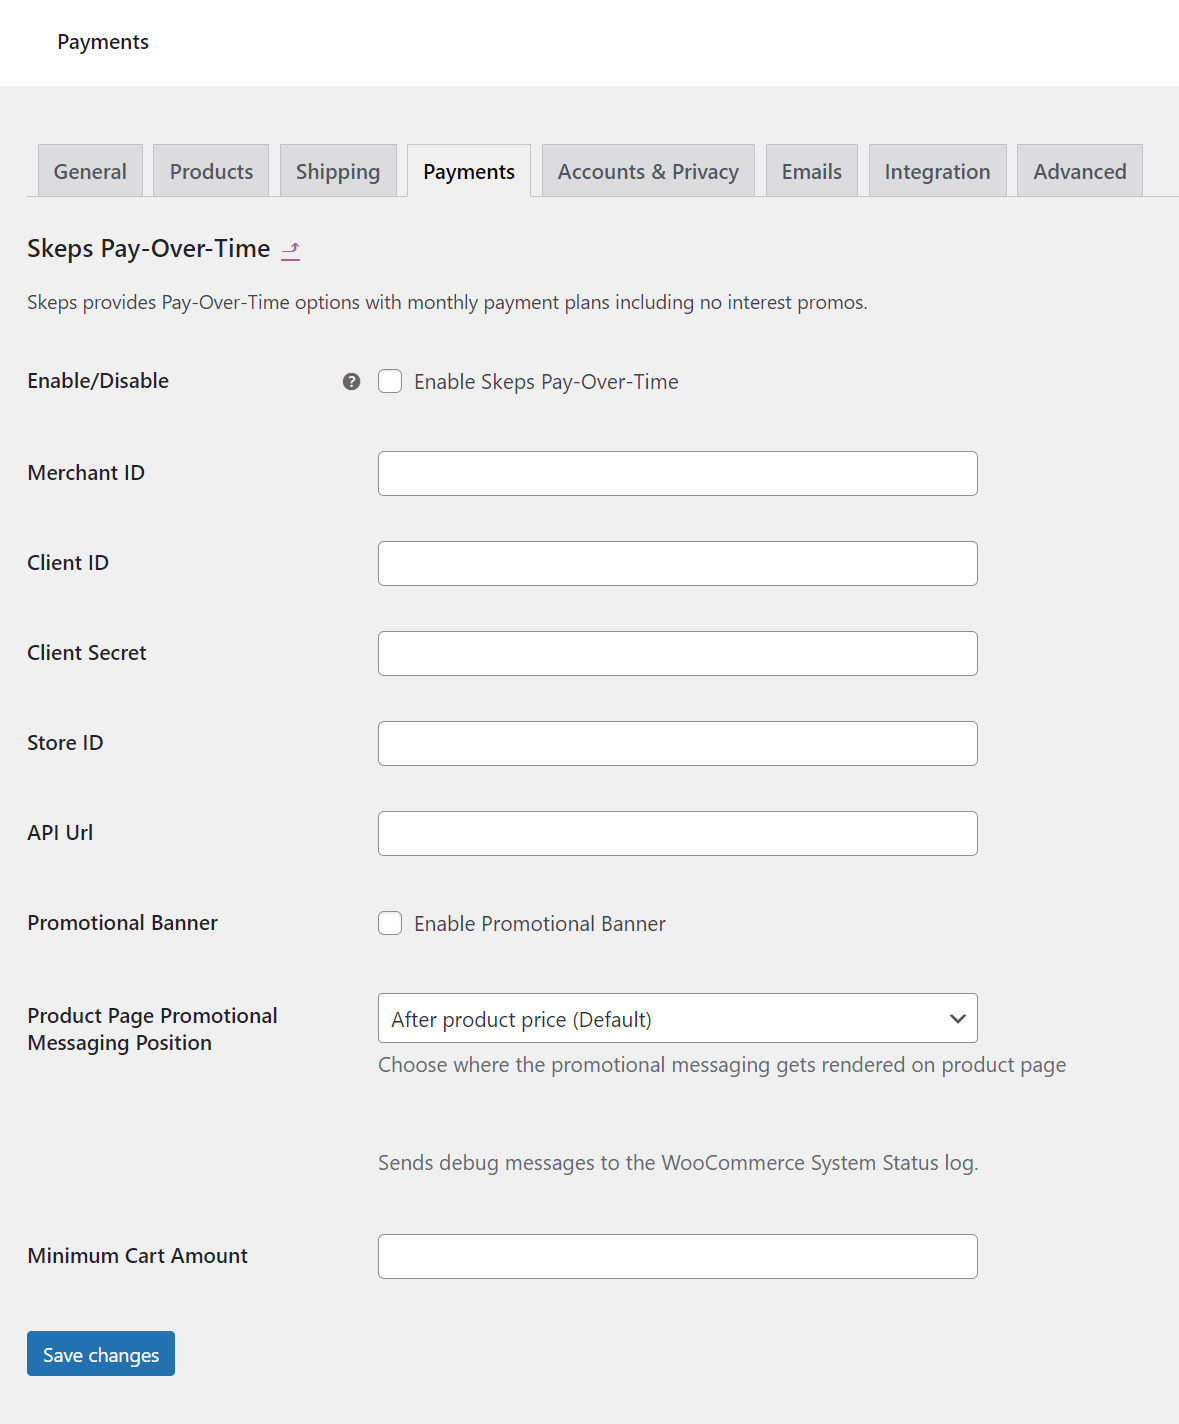 Payments
General Products Shipping Payments Accounts & Privacy Emails Integration Advanced
Skeps Pay-Over-Time
Skeps provides Pay-Over-Time options with monthly payment plans including no interest promos.
Enable/Disable ? Enable Skeps Pay-Over-Time
Merchant ID
Client ID
Client Secret
Store ID
API Url
Promotional Banner Enable Promotional Banner
Product Page Promotional
Messaging Position
After product price (Default)
Choose where the promotional messaging gets rendered on product page
Sends debug messages to the WooCommerce System Status log.
Minimum Cart Amount
Save changes